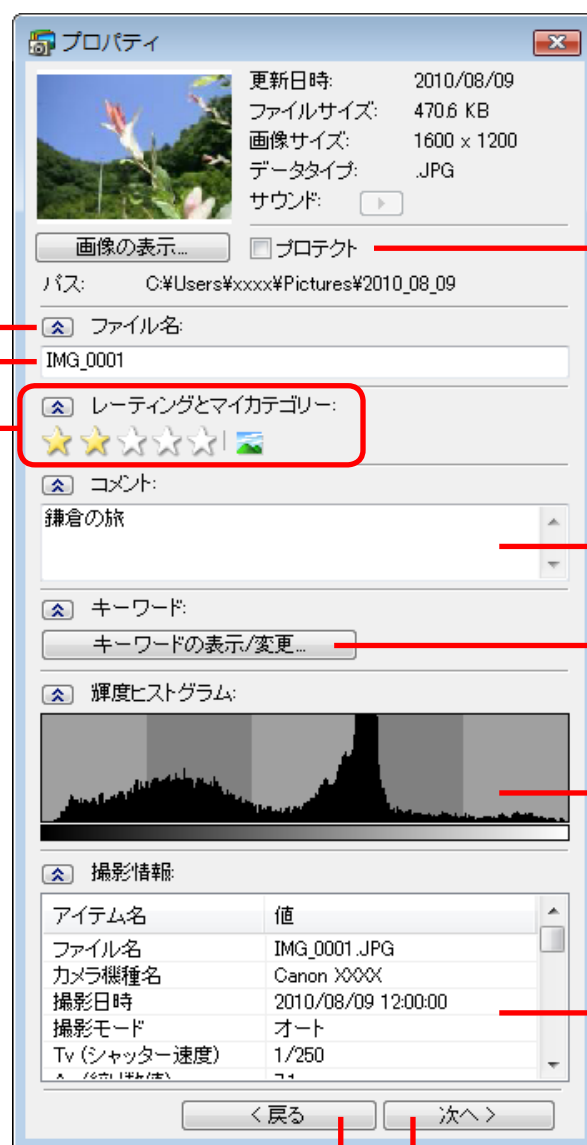 プロパティ
更新日時: 2010/08/09
ファイルサイズ: 470.6 KB
画像サイズ: 1600 x 1200
データタイプ: .JPG
サウンド:
画像の表示... プロテクト
パス: C:¥Users¥xxxx¥Pictures¥2010_08_09
ファイル名:
IMG_0001
レーティングとマイカテゴリー:
コメント:
鎌倉の旅
キーワード:
キーワードの表示/変更...
輝度ヒストグラム:
撮影情報:
アイテム名 値
ファイル名 IMG_0001.JPG
カメラ機種名 Canon XXXX
撮影日時 2010/08/09 12:00:00
撮影モード オート
Tv (シャッター速度) 1/250
< 戻る 次へ >